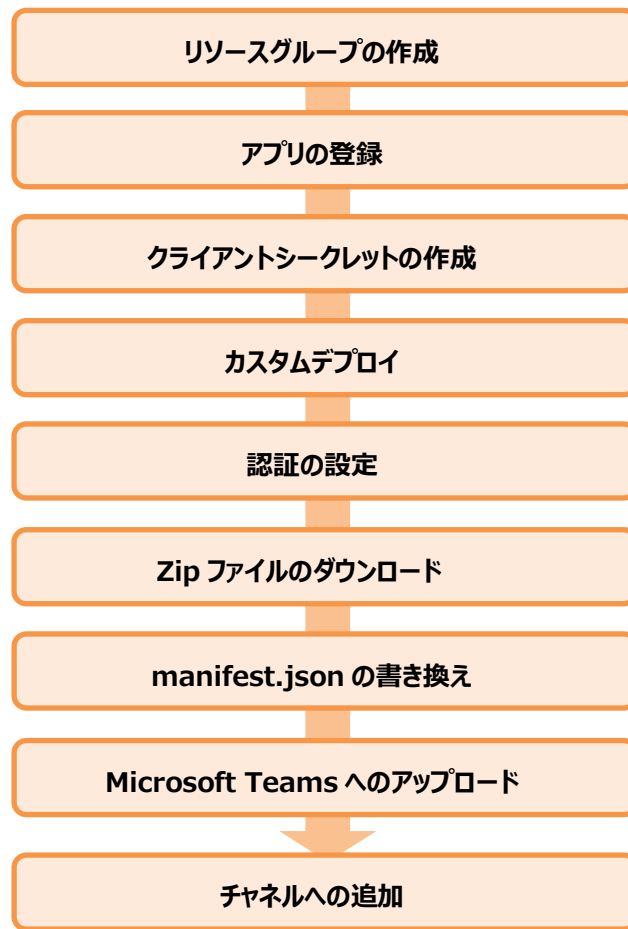 リソースグループの作成
アプリの登録
クライアントシークレットの作成
カスタムデプロイ
認証の設定
Zip ファイルのダウンロード
manifest.json の書き換え
Microsoft Teams へのアップロード
チャネルへの追加